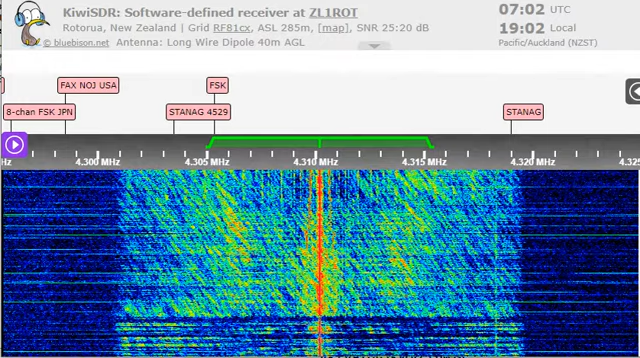 KiwiSDR: Software-defined receiver at ZL1ROT
07:02 UTC
Rotorua, New Zealand | Grid RF81cx, ASL 285m, [map], SNR 25:20 dB
19:02 Local
© bluebison.net Antenna: Long Wire Dipole 40m AGL
Pacific/Auckland (NZST)
FAX NOJ USA
FSK
8-chan FSK JPN
STANAG 4529
STANAG
Hz
4.300 MHz
4.305 MHz
4.310 MHz
4.315 MHz
4.320 MHz
4.325